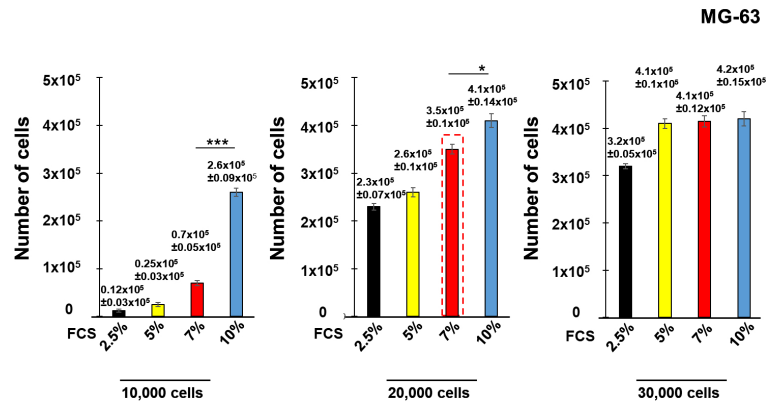 MG-63
Number of cells
5x10⁵
4x10⁵
3x10⁵
2x10⁵
1x10⁵
0
***
0.12x10⁵
±0.03x10⁵
0.25x10⁵
±0.03x10⁵
0.7x10⁵
±0.05x10⁵
2.6x10⁵
±0.09x10⁵
FCS
2.5%
5%
7%
10%
10,000 cells
Number of cells
5x10⁵
4x10⁵
3x10⁵
2x10⁵
1x10⁵
0
*
2.3x10⁵
±0.07x10⁵
2.6x10⁵
±0.1x10⁵
3.5x10⁵
±0.1x10⁵
4.1x10⁵
±0.14x10⁵
FCS
2.5%
5%
7%
10%
20,000 cells
Number of cells
5x10⁵
4x10⁵
3x10⁵
2x10⁵
1x10⁵
0
3.2x10⁵
±0.05x10⁵
4.1x10⁵
±0.1x10⁵
4.1x10⁵
±0.12x10⁵
4.2x10⁵
±0.15x10⁵
FCS
2.5%
5%
7%
10%
30,000 cells